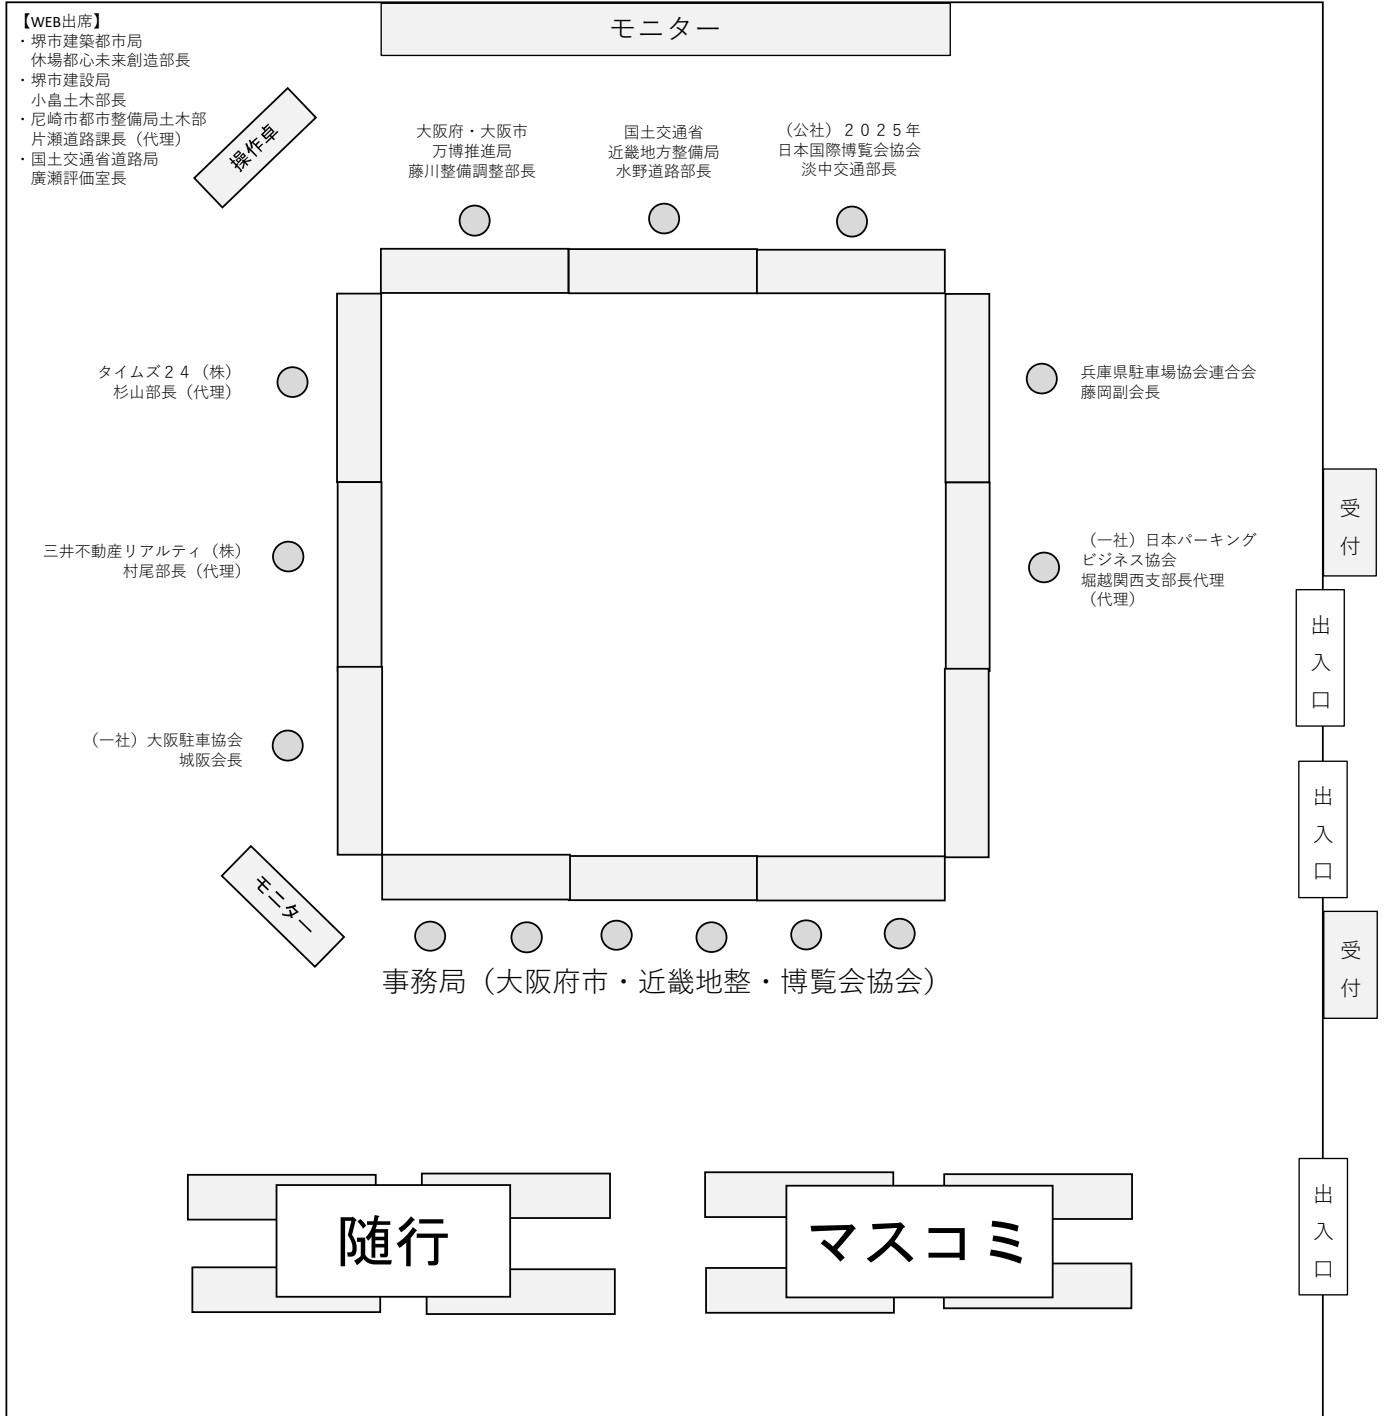 【WEB出席】
・堺市建築都市局
休場都心未来創造部長
・堺市建設局
小畠土木部長
・尼崎市都市整備局土木部
片瀬道路課長（代理）
・国土交通省道路局
廣瀬評価室長
モニター
操作卓
大阪府・大阪市
万博推進局
藤川整備調整部長
国土交通省
近畿地方整備局
水野道路部長
（公社）２０２５年
日本国際博覧会協会
淡中交通部長
タイムズ２４（株）
杉山部長（代理）
三井不動産リアルティ（株）
村尾部長（代理）
（一社）大阪駐車協会
城阪会長
兵庫県駐車場協会連合会
藤岡副会長
（一社）日本パーキング
ビジネス協会
堀越関西支部長代理
（代理）
受付
出入口
出入口
受付
出入口
モニター
事務局（大阪府市・近畿地整・博覧会協会）
随行
マスコミ